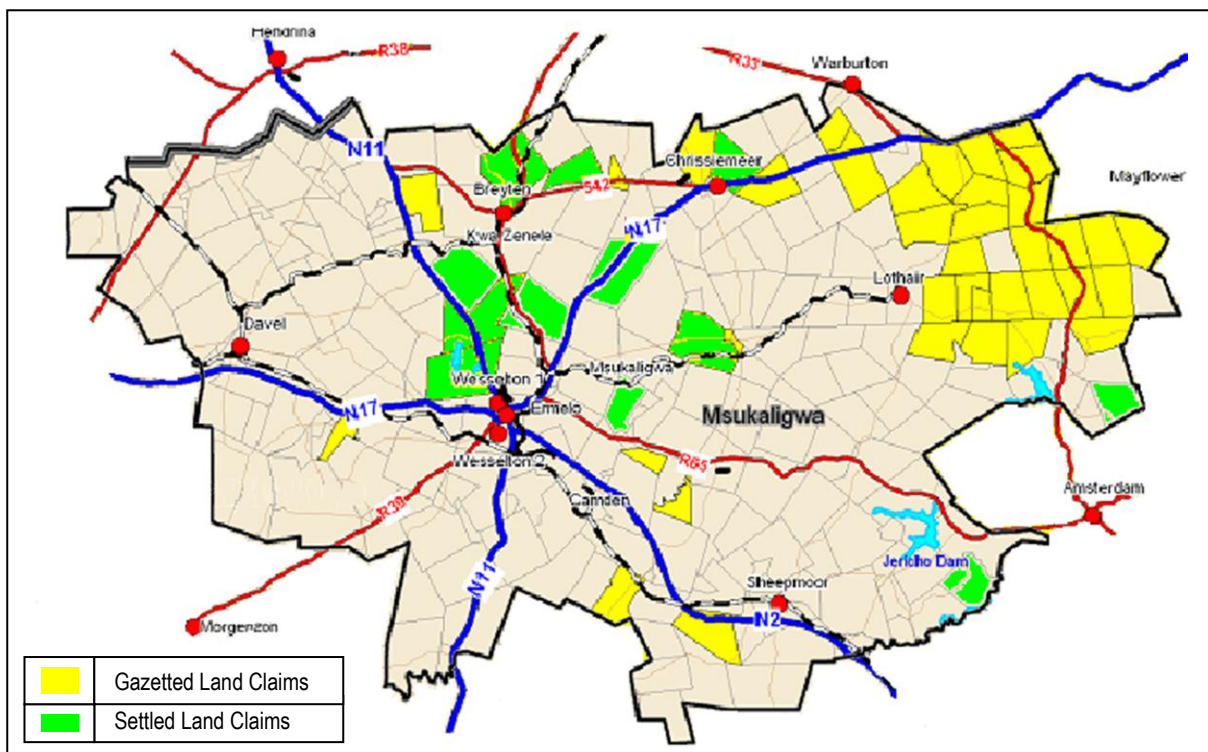 R38
R33
Warburton
N11
Chrissiemeer
Mayflower
Breyten
542
N17
Kwa Zenele
Lothair
Davel
Wesselton 1
Msukaligwa
N17
Ermelo
Msukaligwa
Wesselton 2
R65
R39
Camden
Amsterdam
Jericho Dam
N11
Sheepmoor
Morgenzon
N2
Gazetted Land Claims
Settled Land Claims